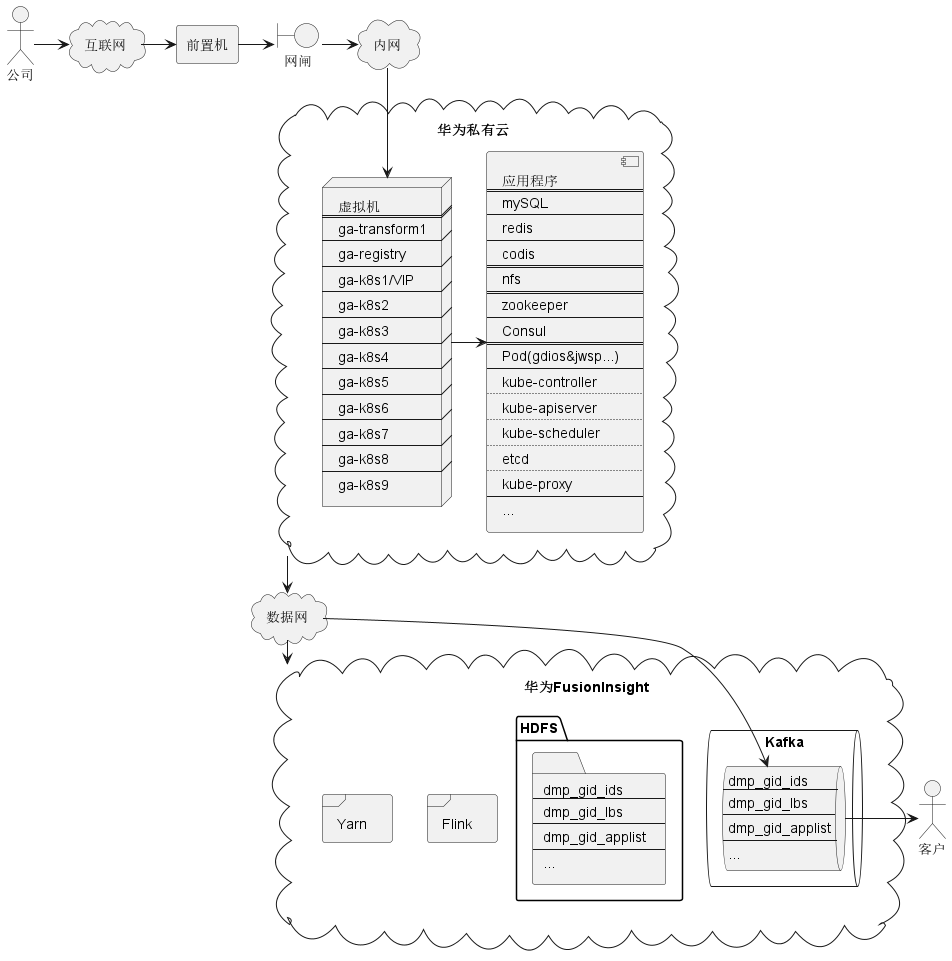 公司
互联网
前置机
网闸
内网
华为私有云
虚拟机
ga-transform1
ga-registry
ga-k8s1/VIP
ga-k8s2
ga-k8s3
ga-k8s4
ga-k8s5
ga-k8s6
ga-k8s7
ga-k8s8
ga-k8s9
应用程序
mySQL
redis
codis
nfs
zookeeper
Consul
Pod(gdios&jwsp...)
kube-controller
kube-apiserver
kube-scheduler
etcd
kube-proxy
...
数据网
华为FusionInsight
Yarn
Flink
HDFS
dmp_gid_ids
dmp_gid_lbs
dmp_gid_applist
...
Kafka
dmp_gid_ids
dmp_gid_lbs
dmp_gid_applist
...
客户